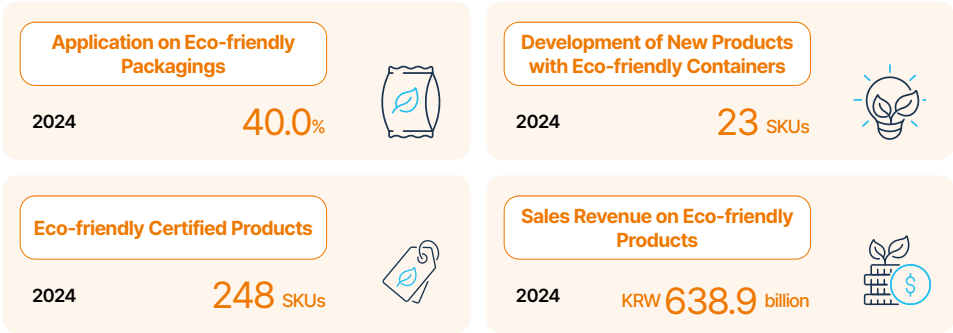 Application on Eco-friendly
Packagings
2024 40.0%
Development of New Products
with Eco-friendly Containers
2024 23 SKUs
Eco-friendly Certified Products
2024 248 SKUs
Sales Revenue on Eco-friendly
Products
2024 KRW 638.9 billion
$